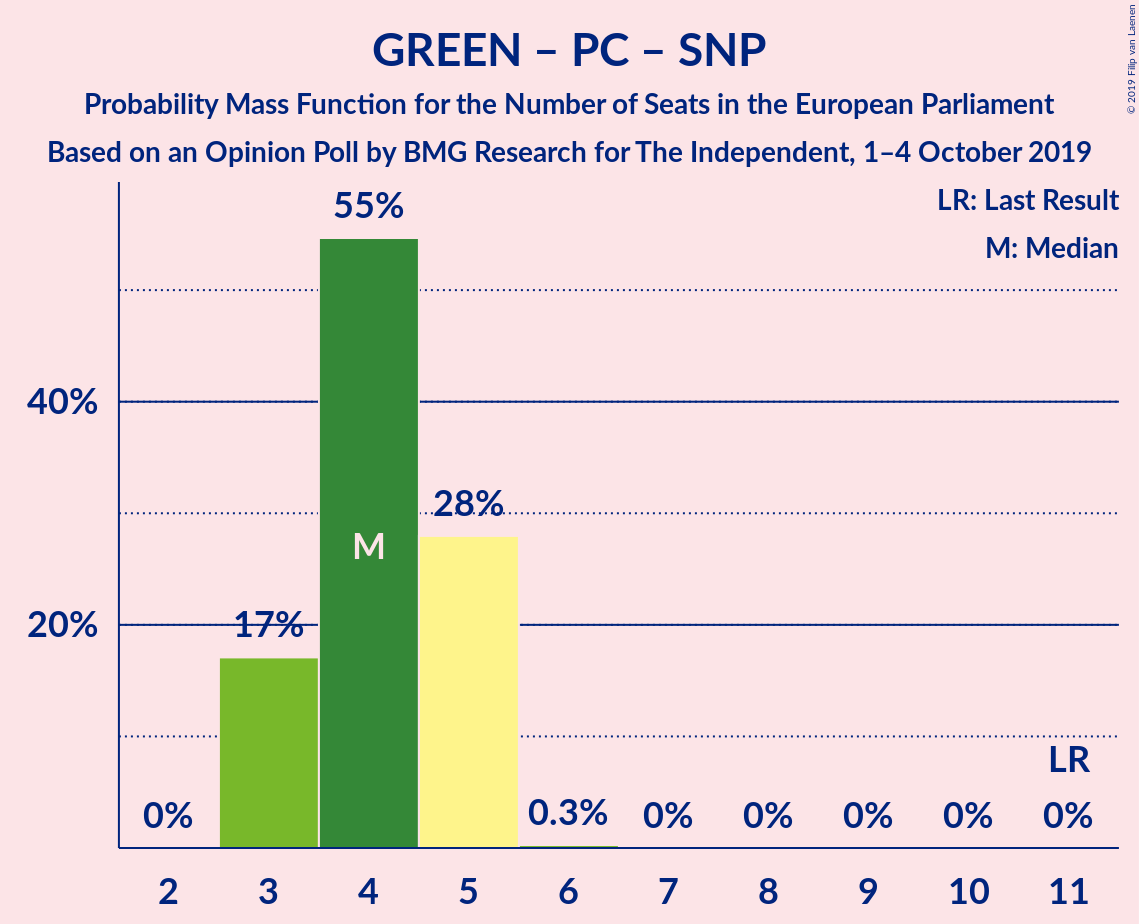 GREEN – PC – SNP
Probability Mass Function for the Number of Seats in the European Parliament
Based on an Opinion Poll by BMG Research for The Independent, 1–4 October 2019
© 2019 Filip van Laenen
LR: Last Result
M: Median
55%
40%
28%
M
20%
17%
LR
0%
0.3%
0%
0%
0%
0%
0%
2 3 4 5 6 7 8 9 10 11